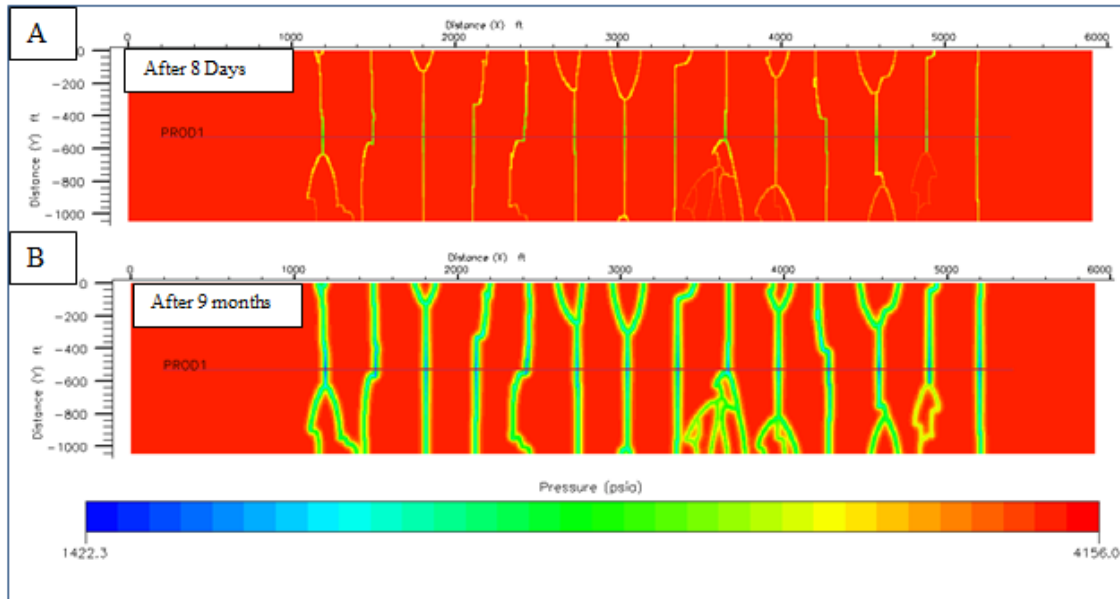 A
Distance (X) ft
0 1000 2000 3000 4000 5000 6000
After 8 Days
Distance (Y) ft
0
-200
-400
-600
-800
-1000
PROD1
B
Distance (X) ft
0 1000 2000 3000 4000 5000 6000
After 9 months
Distance (Y) ft
0
-200
-400
-600
-800
-1000
PROD1
Pressure (psia)
1422.3 4156.0